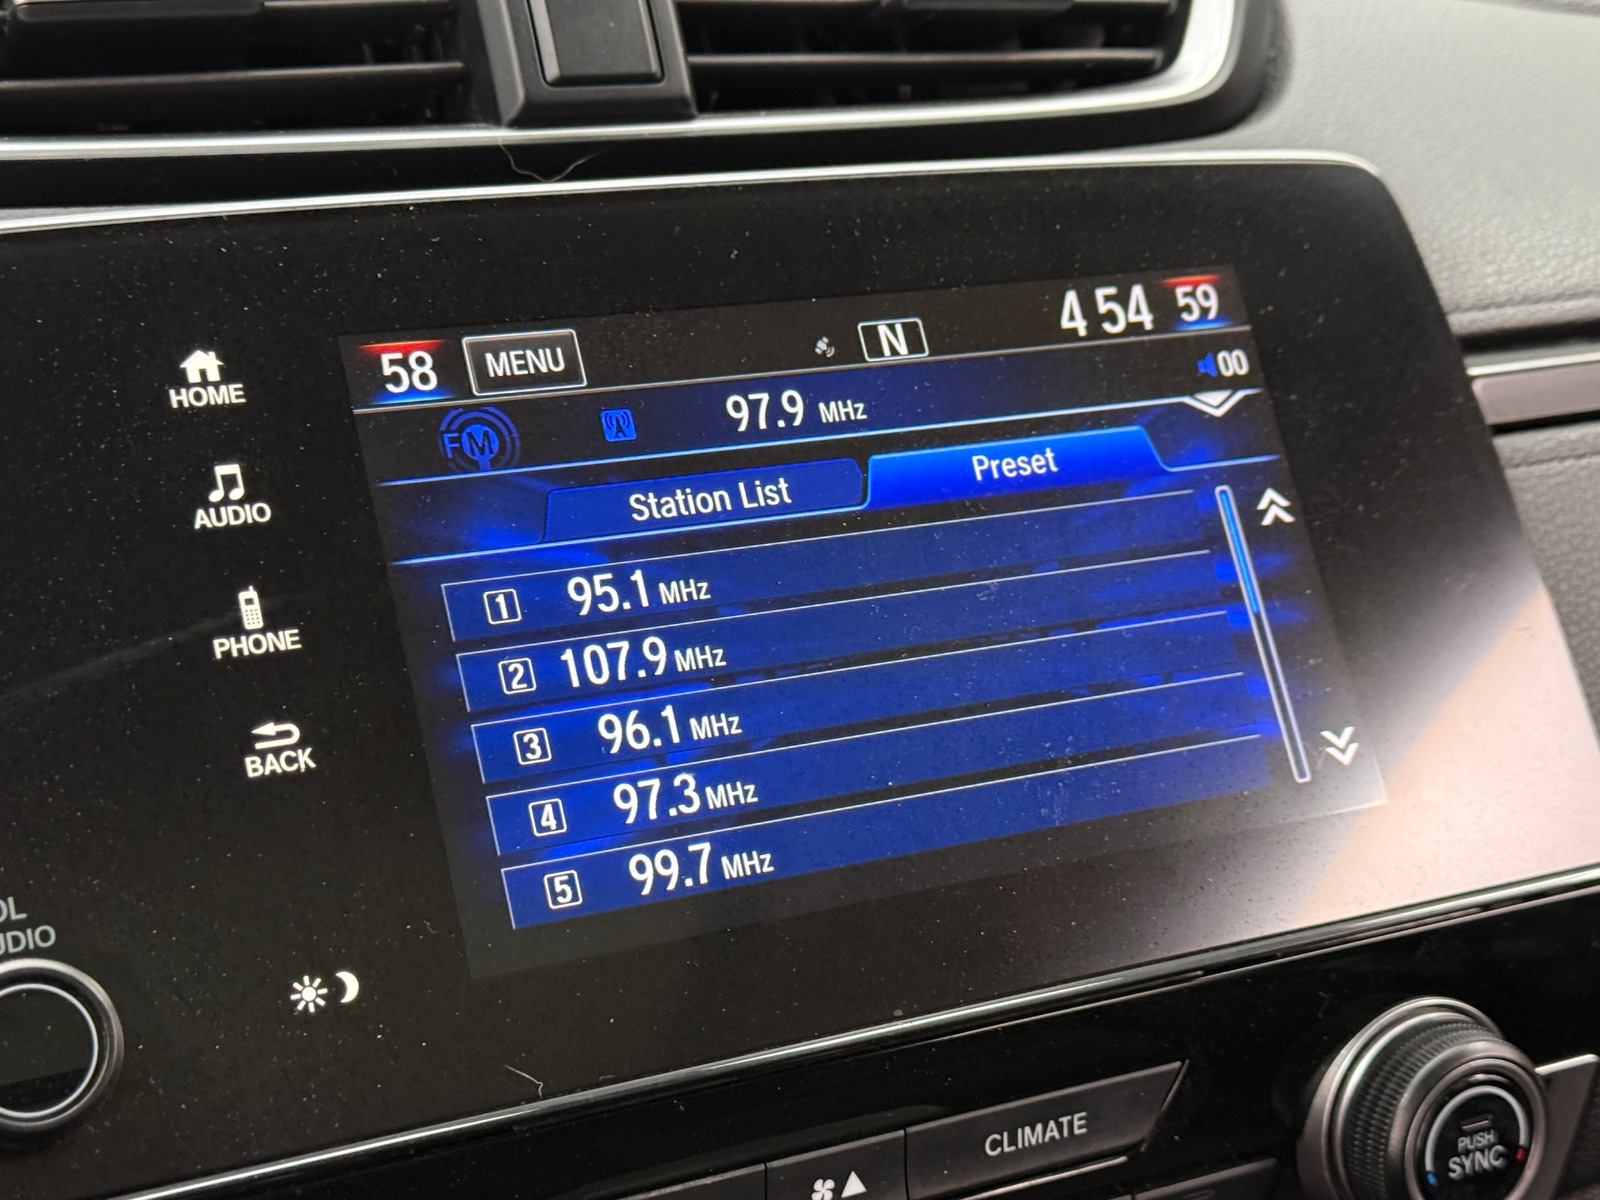 58 MENU N 4 54 59
00
FM 97.9 MHz
Station List Preset
1 95.1 MHz
2 107.9 MHz
3 96.1 MHz
4 97.3 MHz
5 99.7 MHz
HOME
AUDIO
PHONE
BACK
CLIMATE
PUSH
SYNC